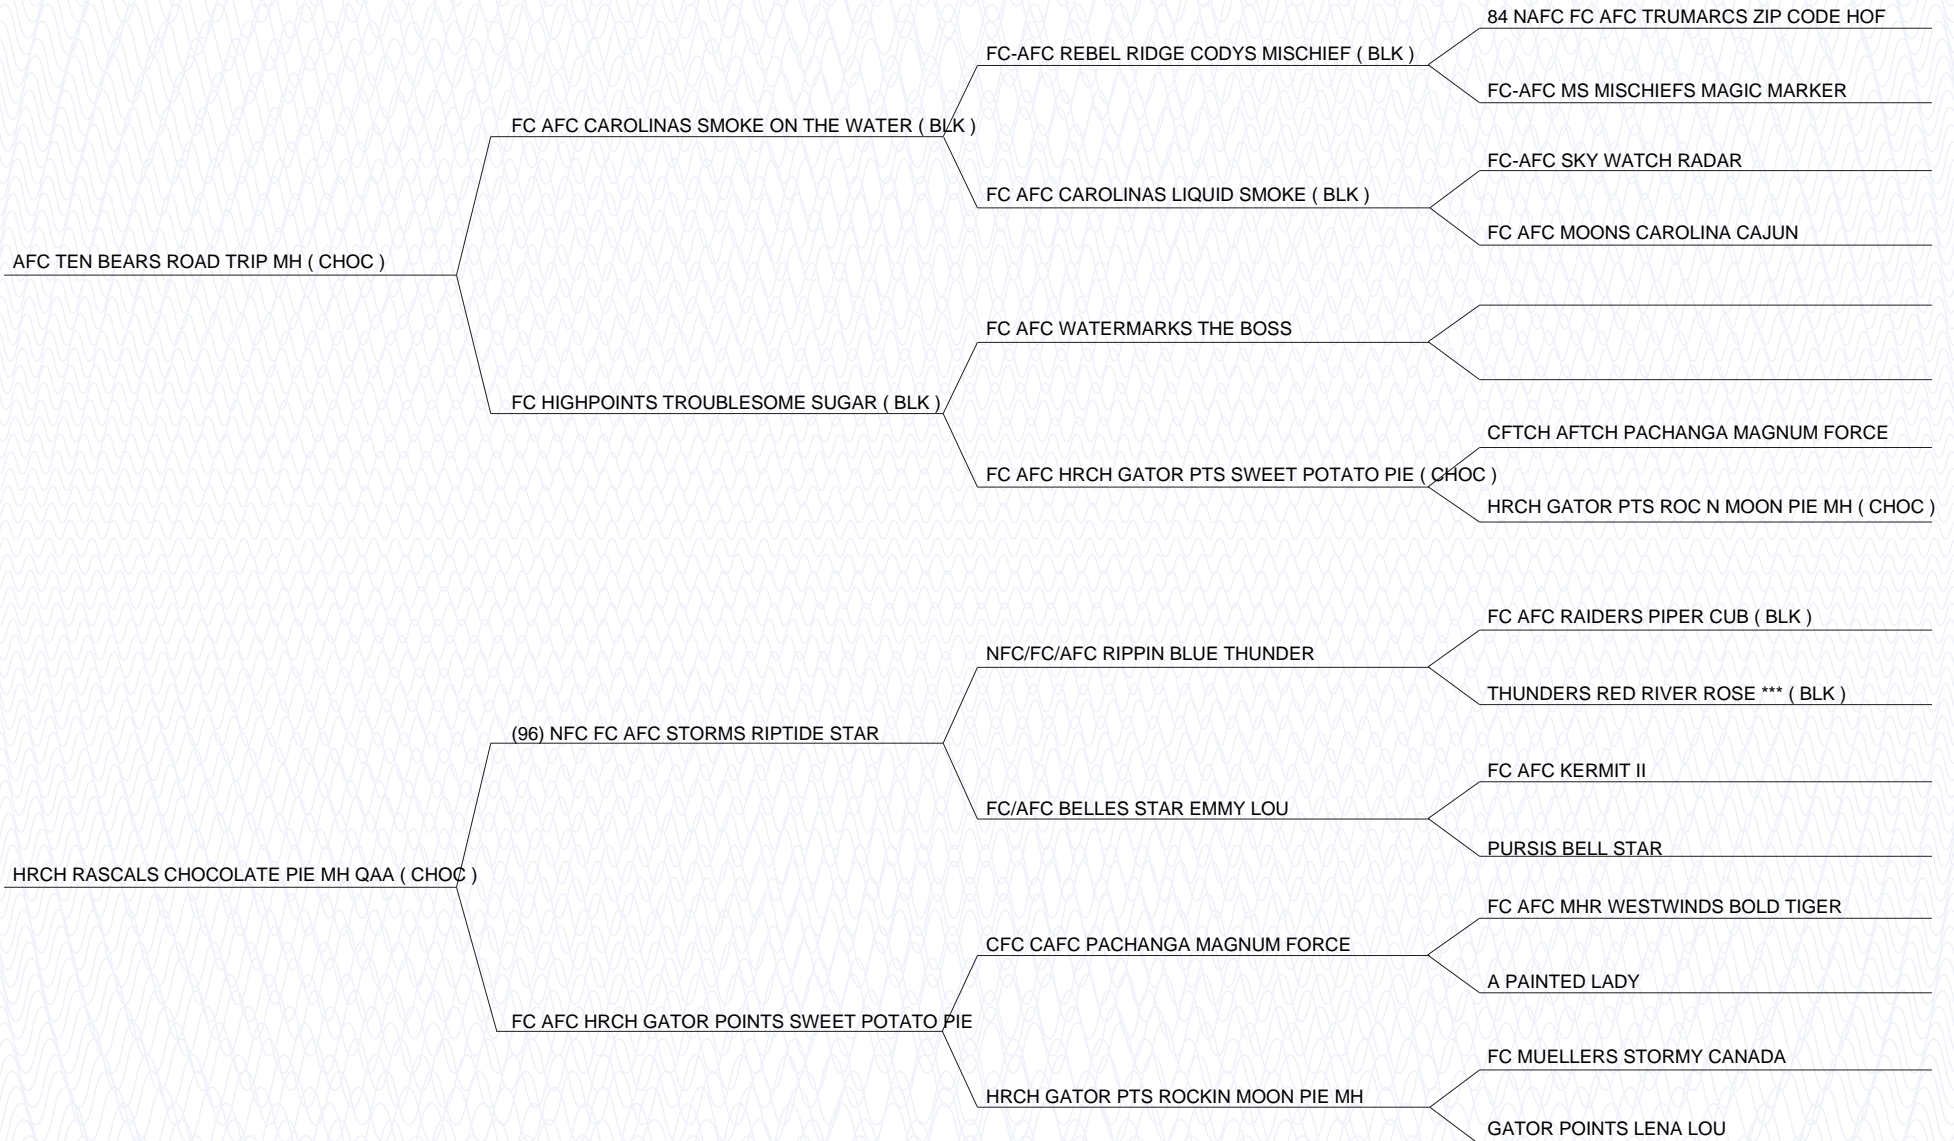 84 NAFC FC AFC TRUMARCS ZIP CODE HOF
FC-AFC REBEL RIDGE CODYS MISCHIEF ( BLK )
FC-AFC MS MISCHIEFS MAGIC MARKER
FC AFC CAROLINAS SMOKE ON THE WATER ( BLK )
FC-AFC SKY WATCH RADAR
FC AFC CAROLINAS LIQUID SMOKE ( BLK )
FC AFC MOONS CAROLINA CAJUN
AFC TEN BEARS ROAD TRIP MH ( CHOC )
FC AFC WATERMARKS THE BOSS
FC HIGHPOINTS TROUBLESOME SUGAR ( BLK )
CFTCH AFTCH PACHANGA MAGNUM FORCE
FC AFC HRCH GATOR PTS SWEET POTATO PIE ( CHOC )
HRCH GATOR PTS ROC N MOON PIE MH ( CHOC )
FC AFC RAIDERS PIPER CUB ( BLK )
NFC/FC/AFC RIPPIN BLUE THUNDER
THUNDERS RED RIVER ROSE *** ( BLK )
(96) NFC FC AFC STORMS RIPTIDE STAR
FC AFC KERMIT II
FC/AFC BELLES STAR EMMY LOU
PURSIS BELL STAR
HRCH RASCALS CHOCOLATE PIE MH QAA ( CHOC )
FC AFC MHR WESTWINDS BOLD TIGER
CFC CAFC PACHANGA MAGNUM FORCE
A PAINTED LADY
FC AFC HRCH GATOR POINTS SWEET POTATO PIE
FC MUELLERS STORMY CANADA
HRCH GATOR PTS ROCKIN MOON PIE MH
GATOR POINTS LENA LOU